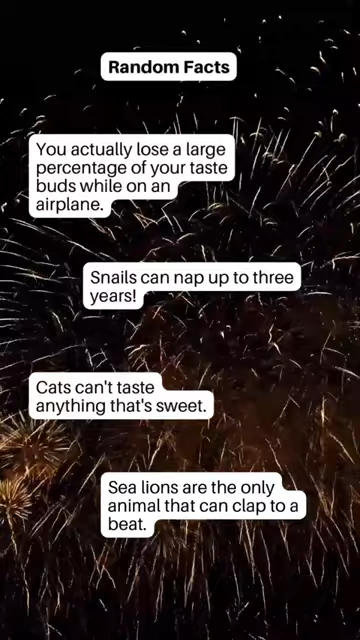 Random Facts
You actually lose a large
percentage of your taste
buds while on an
airplane.
Snails can nap up to three
years!
Cats can't taste
anything that's sweet.
Sea lions are the only
animal that can clap to a
beat.